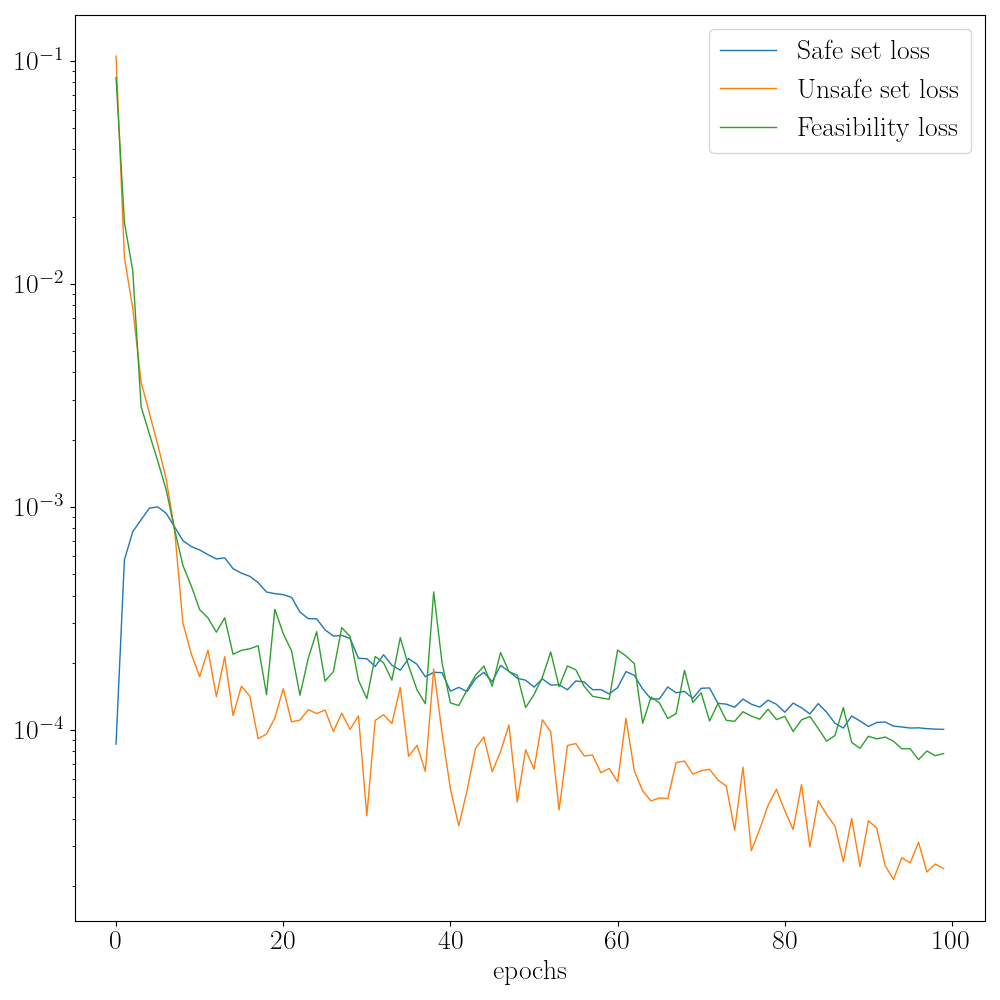 10⁻¹
10⁻²
10⁻³
10⁻⁴
Safe set loss
Unsafe set loss
Feasibility loss
0 20 40 60 80 100
epochs